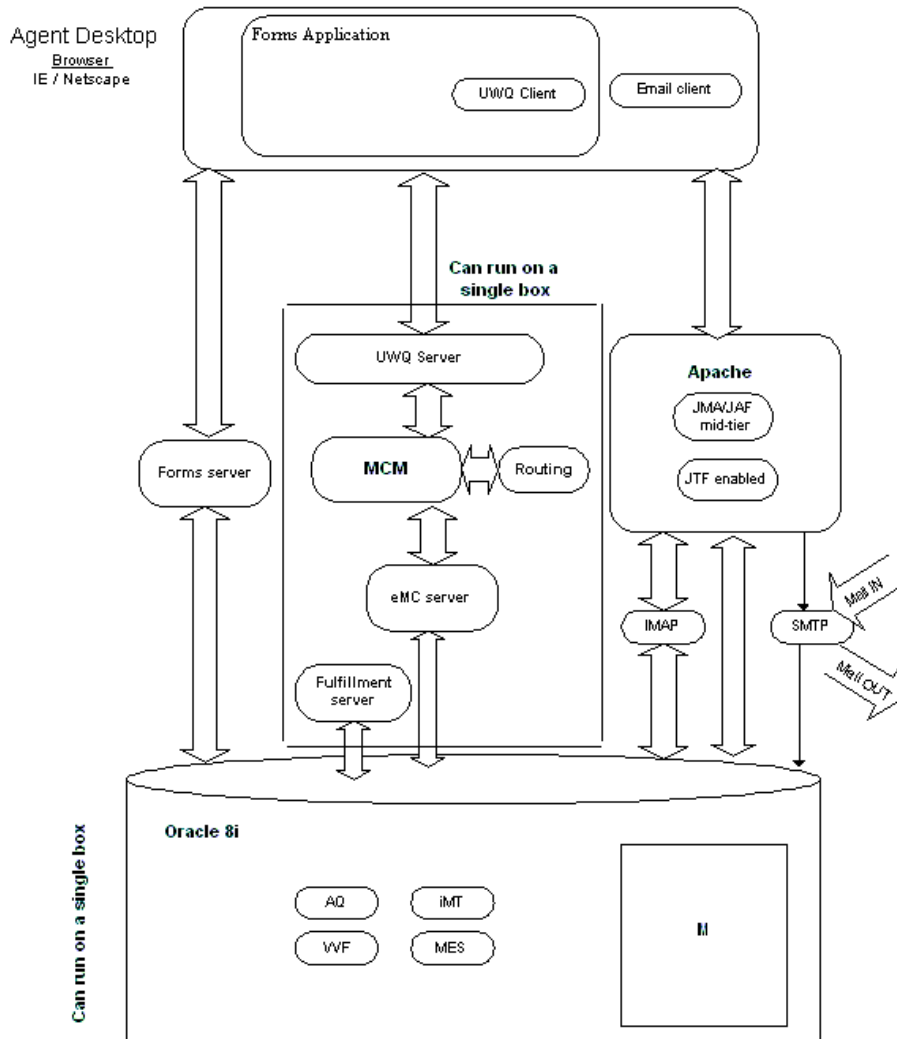 Agent Desktop
Browser
IE / Netscape
Forms Application
UWQ Client
Email client
Can run on a
single box
UWQ Server
Apache
JMA/JAF
mid-tier
JTF enabled
Forms server
MCM
Routing
eMC server
IMAP
SMTP
Mail IN
Mail OUT
Fulfillment
server
Oracle 8i
Can run on a single box
AQ
iMT
WF
MES
M